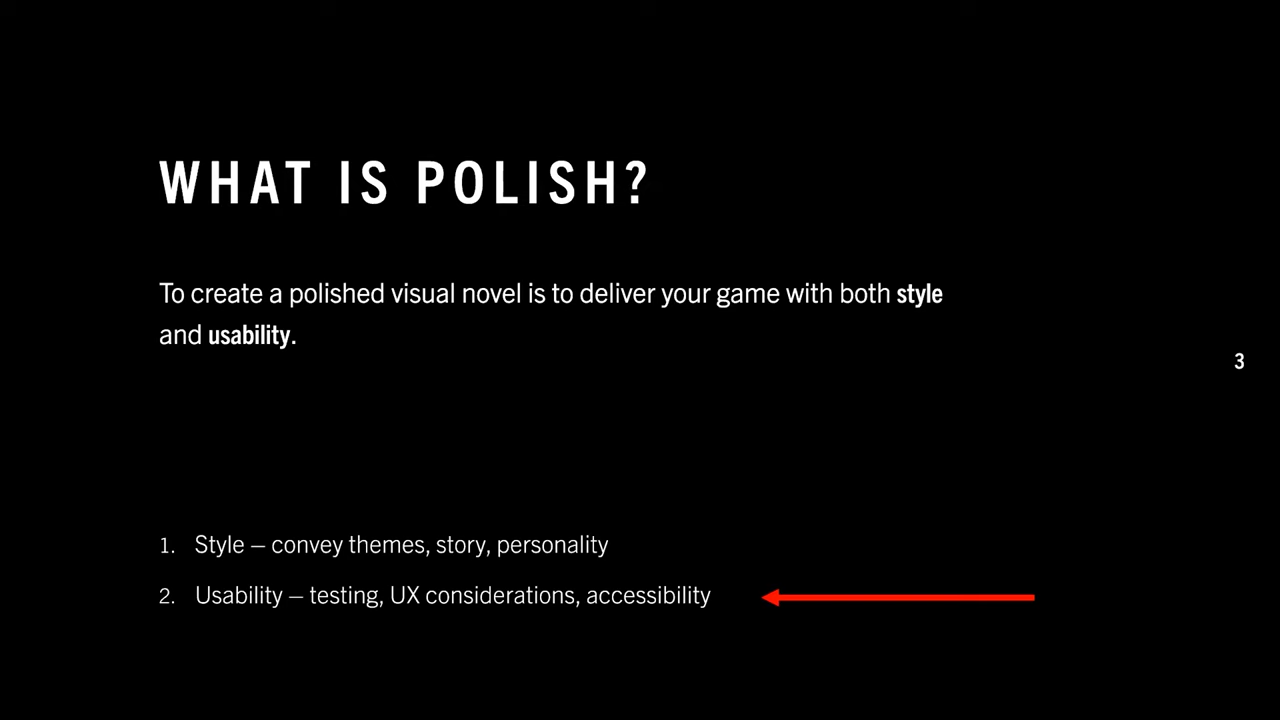 WHAT IS POLISH?
To create a polished visual novel is to deliver your game with both style
and usability.
3
1. Style – convey themes, story, personality
2. Usability – testing, UX considerations, accessibility